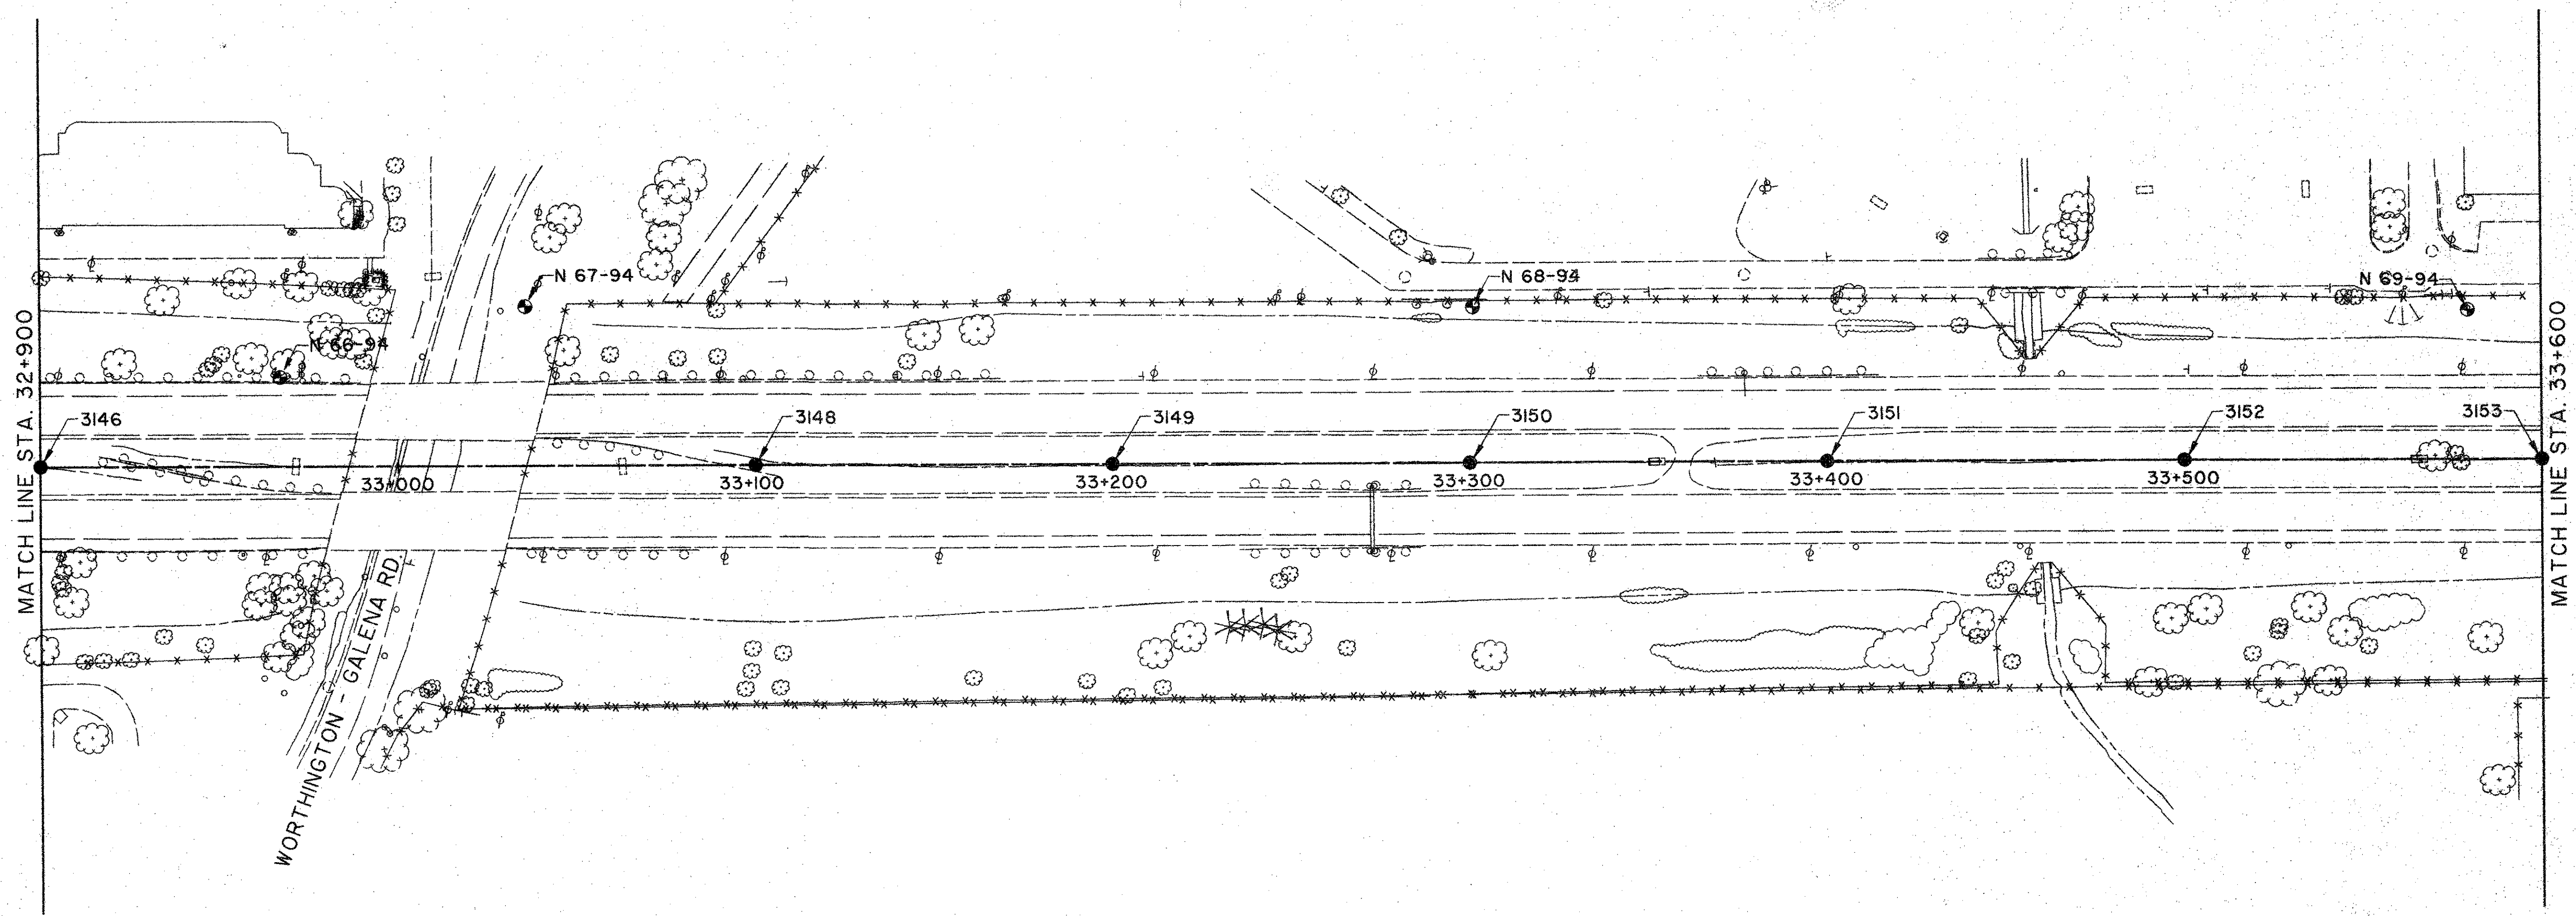 MATCH LINE STA. 32+900
N 66-94
N 67-94
N 68-94
N 69-94
3146
3148
3149
3150
3151
3152
3153
33+000
33+100
33+200
33+300
33+400
33+500
WORTHINGTON - GALENA RD.
MATCH LINE STA. 33+600